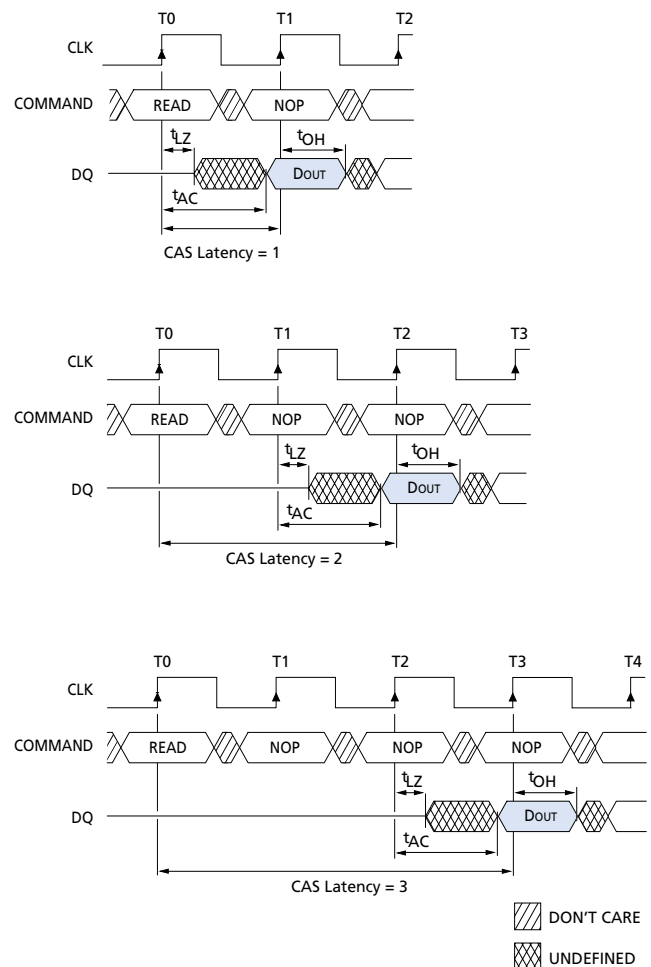 T0 T1 T2
CLK
COMMAND READ NOP
tLZ tOH
DQ DOUT
tAC
CAS Latency = 1
T0 T1 T2 T3
CLK
COMMAND READ NOP NOP
tLZ tOH
DQ DOUT
tAC
CAS Latency = 2
T0 T1 T2 T3 T4
CLK
COMMAND READ NOP NOP NOP
tLZ tOH
DQ DOUT
tAC
CAS Latency = 3
DON'T CARE
UNDEFINED